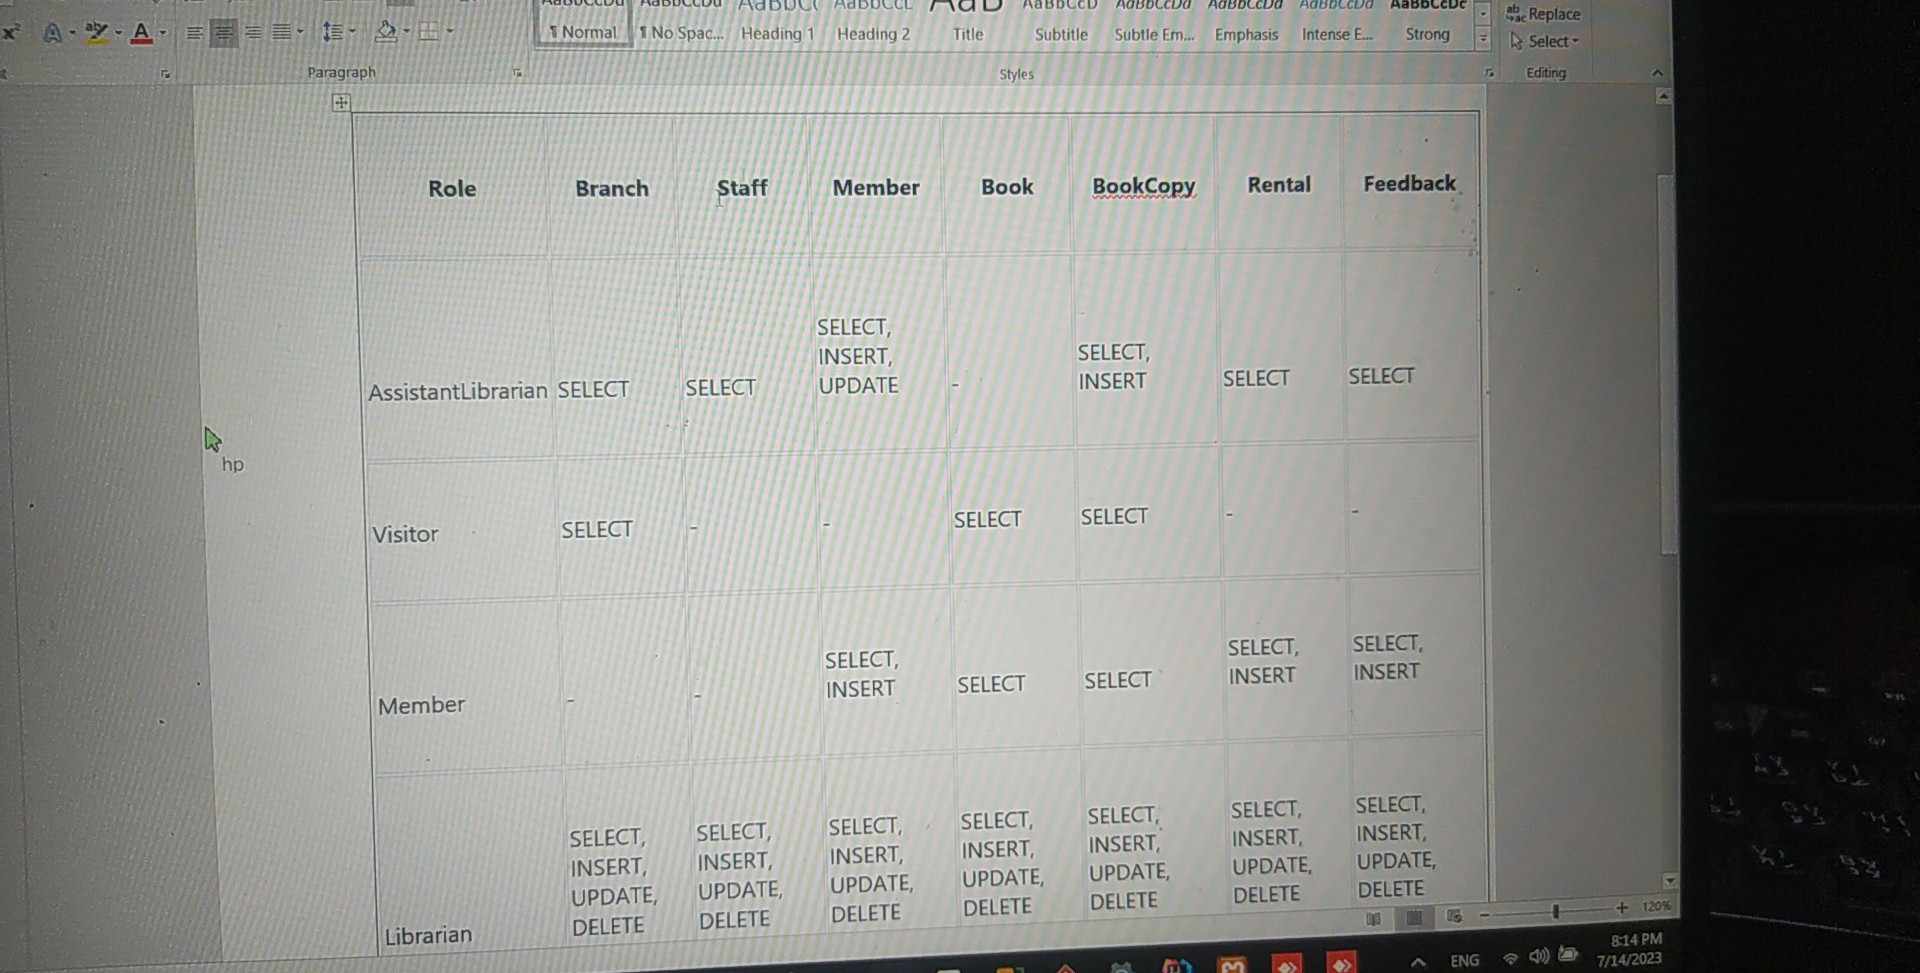 Replace
Select
Normal
No Spac...
Heading 1
Heading 2
Title
Subtitle
Subtle Em...
Emphasis
Intense E...
Strong
Paragraph
Styles
Editing
Role Branch Staff Member Book BookCopy Rental Feedback
AssistantLibrarian
SELECT
SELECT
SELECT,
INSERT,
UPDATE
-
SELECT,
INSERT
SELECT
SELECT
hp
Visitor
SELECT
-
-
SELECT
SELECT
-
-
Member
-
-
SELECT,
INSERT
SELECT
SELECT
SELECT,
INSERT
SELECT,
INSERT
Librarian
SELECT,
INSERT,
UPDATE,
DELETE
SELECT,
INSERT,
UPDATE,
DELETE
SELECT,
INSERT,
UPDATE,
DELETE
SELECT,
INSERT,
UPDATE,
DELETE
SELECT,
INSERT,
UPDATE,
DELETE
SELECT,
INSERT,
UPDATE,
DELETE
SELECT,
INSERT,
UPDATE,
DELETE
120%
ENG
8:14 PM
7/14/2023